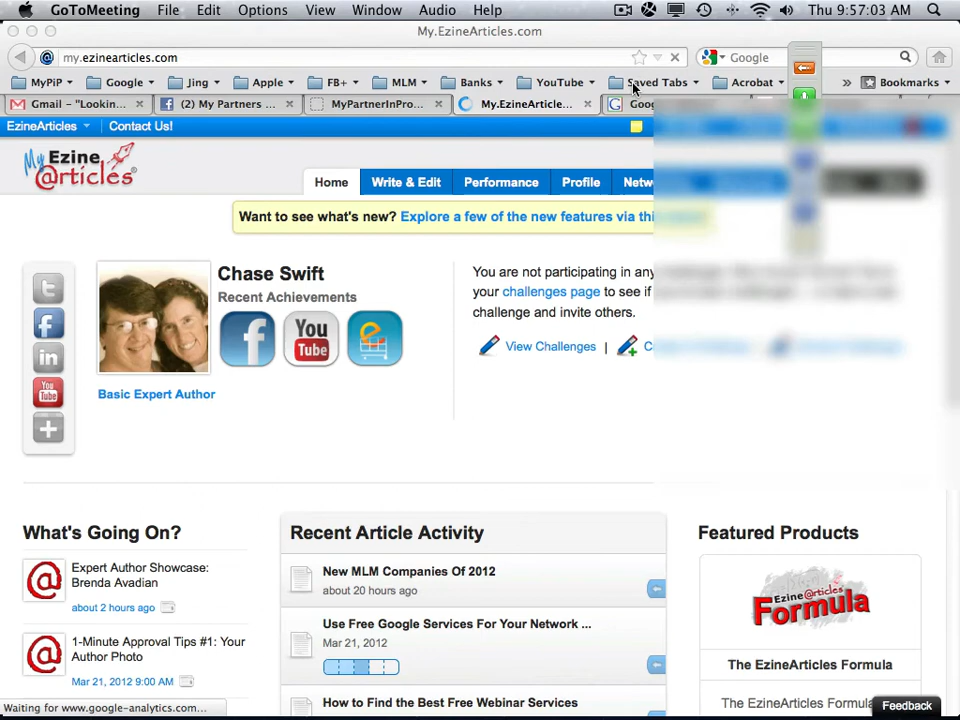 GoToMeeting File Edit Options View Window Audio Help Thu 9:57:03 AM
My.EzineArticles.com
my.ezinearticles.com Google
MyPiP Google Jing Apple FB+ MLM Banks YouTube Saved Tabs Acrobat » Bookmarks
Gmail – "Lookin... (2) My Partners ... MyPartnerInPro... My.EzineArticle... Goog
EzineArticles Contact Us!
My Ezine @rticles
Home Write & Edit Performance Profile Netw
Want to see what's new? Explore a few of the new features via thi
Chase Swift
Recent Achievements
You Tube
Basic Expert Author
You are not participating in any
your challenges page to see if
challenge and invite others.
View Challenges | C
What's Going On?
Expert Author Showcase:
Brenda Avadian
about 2 hours ago
1-Minute Approval Tips #1: Your
Author Photo
Mar 21, 2012 9:00 AM
Recent Article Activity
New MLM Companies Of 2012
about 20 hours ago
Use Free Google Services For Your Network ...
Mar 21, 2012
How to Find the Best Free Webinar Services
Featured Products
Ezine @rticles
Formula
The EzineArticles Formula
The EzineArticles Formula
Feedback
Waiting for www.google-analytics.com...